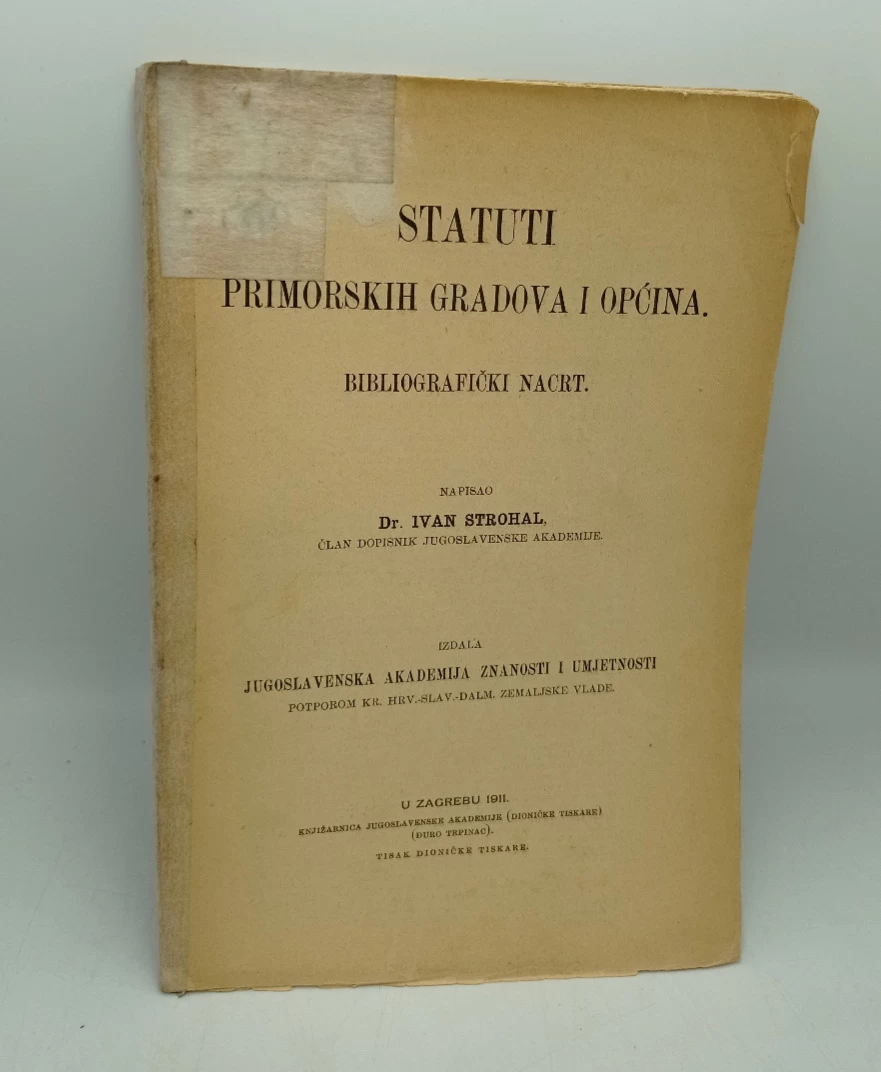 STATUTI
PRIMORSKIH GRADOVA I OPĆINA.
BIBLIOGRAFIČKI NACRT.
NAPISAO
Dr. IVAN STROHAL,
ČLAN DOPISNIK JUGOSLAVENSKE AKADEMIJE.
IZDALA
JUGOSLAVENSKA AKADEMIJA ZNANOSTI I UMJETNOSTI
POTPOROM KR. HRV.-SLAV.-DALM. ZEMALJSKE VLADE.
U ZAGREBU 1911.
KNJIŽARNICA JUGOSLAVENSKE AKADEMIJE (DIONIČKE TISKARE)
(ĐURO TRPINAC).
TISAK DIONIČKE TISKARE.